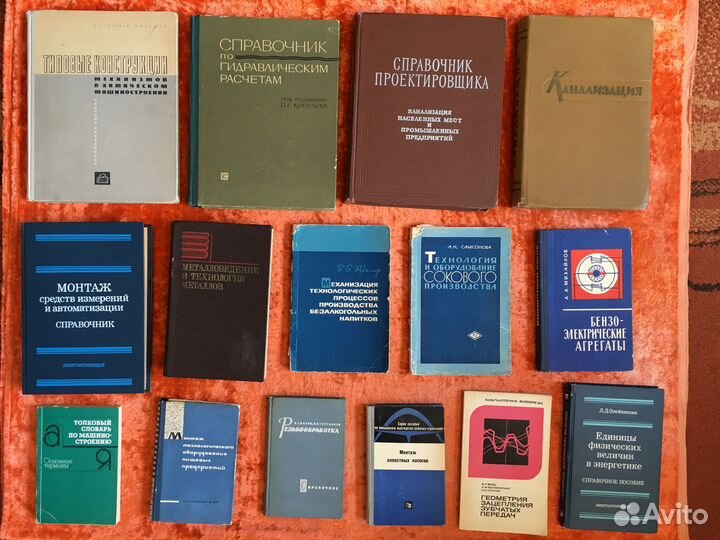 ТИПОВЫЕ КОНСТРУКЦИИ
МЕХАНИЗМОВ
В ХИМИЧЕСКОМ
МАШИНОСТРОЕНИИ
СПРАВОЧНИК
ПО
ГИДРАВЛИЧЕСКИМ
РАСЧЕТАМ
ПОД РЕДАКЦИЕЙ
П.Г. КИСЕЛЕВА
СПРАВОЧНИК
ПРОЕКТИРОВЩИКА
КАНАЛИЗАЦИЯ
НАСЕЛЕННЫХ МЕСТ
И
ПРОМЫШЛЕННЫХ
ПРЕДПРИЯТИЙ
КАНАЛИЗАЦИЯ
МОНТАЖ
средств измерений
и автоматизации
СПРАВОЧНИК
ЭНЕРГОАТОМИЗДАТ
МЕТАЛЛОВЕДЕНИЕ
И ТЕХНОЛОГИЯ
МЕТАЛЛОВ
МЕХАНИЗАЦИЯ
ТЕХНОЛОГИЧЕСКИХ
ПРОЦЕССОВ
ПРОИЗВОДСТВА
БЕЗАЛКОГОЛЬНЫХ
НАПИТКОВ
А.Н. САМСОНОВА
ТЕХНОЛОГИЯ
И ОБОРУДОВАНИЕ
СОКОВОГО
ПРОИЗВОДСТВА
А. А. МИХАЙЛОВ
БЕНЗО-
ЭЛЕКТРИЧЕСКИЕ
АГРЕГАТЫ
ТОЛКОВЫЙ
СЛОВАРЬ
ПО МАШИНО-
СТРОЕНИЮ
а
Я
Основные
термины
Монтаж
технологического
оборудования
пищевых
предприятий
Резьбообработка
СПРАВОЧНИК
Монтаж
лопастных насосов
БИБЛИОТЕЧКА ЗУБОРЕЗА
ГЕОМЕТРИЯ
ЗАЦЕПЛЕНИЯ
ЗУБЧАТЫХ
ПЕРЕДАЧ
Л.Д. Олейникова
Единицы
физических
величин
в энергетике
СПРАВОЧНОЕ ПОСОБИЕ
Avito